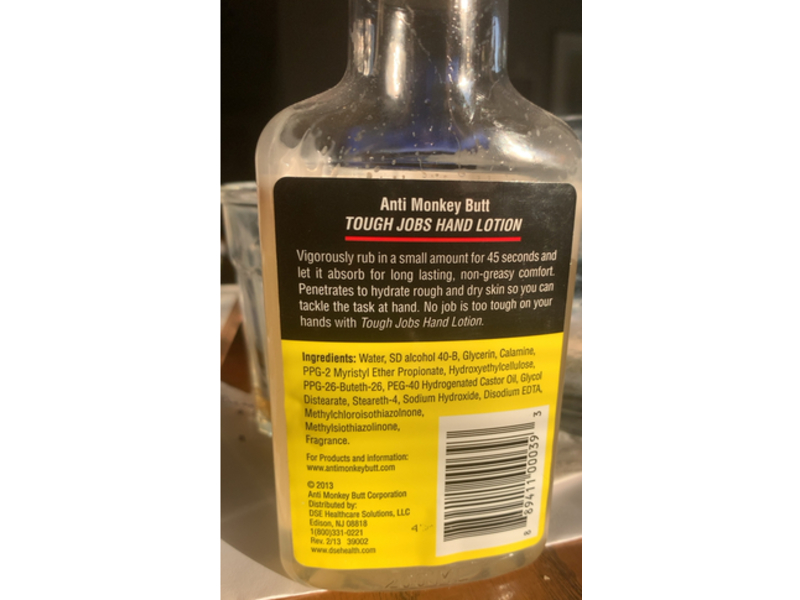 Anti Monkey Butt
TOUGH JOBS HAND LOTION
Vigorously rub in a small amount for 45 seconds and
let it absorb for long lasting, non-greasy comfort.
Penetrates to hydrate rough and dry skin so you can
tackle the task at hand. No job is too tough on your
hands with Tough Jobs Hand Lotion.
Ingredients: Water, SD alcohol 40-B, Glycerin, Calamine,
PPG-2 Myristyl Ether Propionate, Hydroxyethylcellulose,
PPG-26-Buteth-26, PEG-40 Hydrogenated Castor Oil, Glycol
Distearate, Steareth-4, Sodium Hydroxide, Disodium EDTA,
Methylchloroisothiazolnone,
Methylsiothiazolinone,
Fragrance.
For Products and Information:
www.antimonkeybutt.com
© 2013
Anti Monkey Butt Corporation
Distributed by:
DSE Healthcare Solutions, LLC
Edison, NJ 08818
1(800)331-0221
Rev. 2/13 39002
www.dsehealth.com
8 89411 00039 3